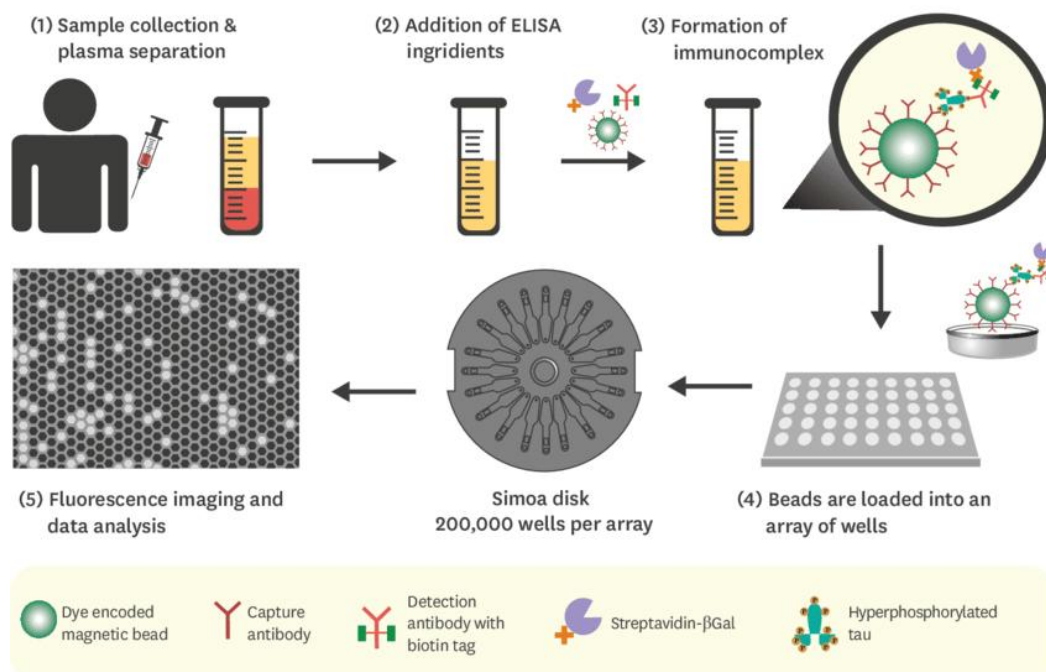 (1) Sample collection &
plasma separation
(2) Addition of ELISA
ingridients
(3) Formation of
immunocomplex
(5) Fluorescence imaging and
data analysis
Simoa disk
200,000 wells per array
(4) Beads are loaded into an
array of wells
Dye encoded
magnetic bead
Capture
antibody
Detection
antibody with
biotin tag
Streptavidin-βGal
Hyperphosphorylated
tau